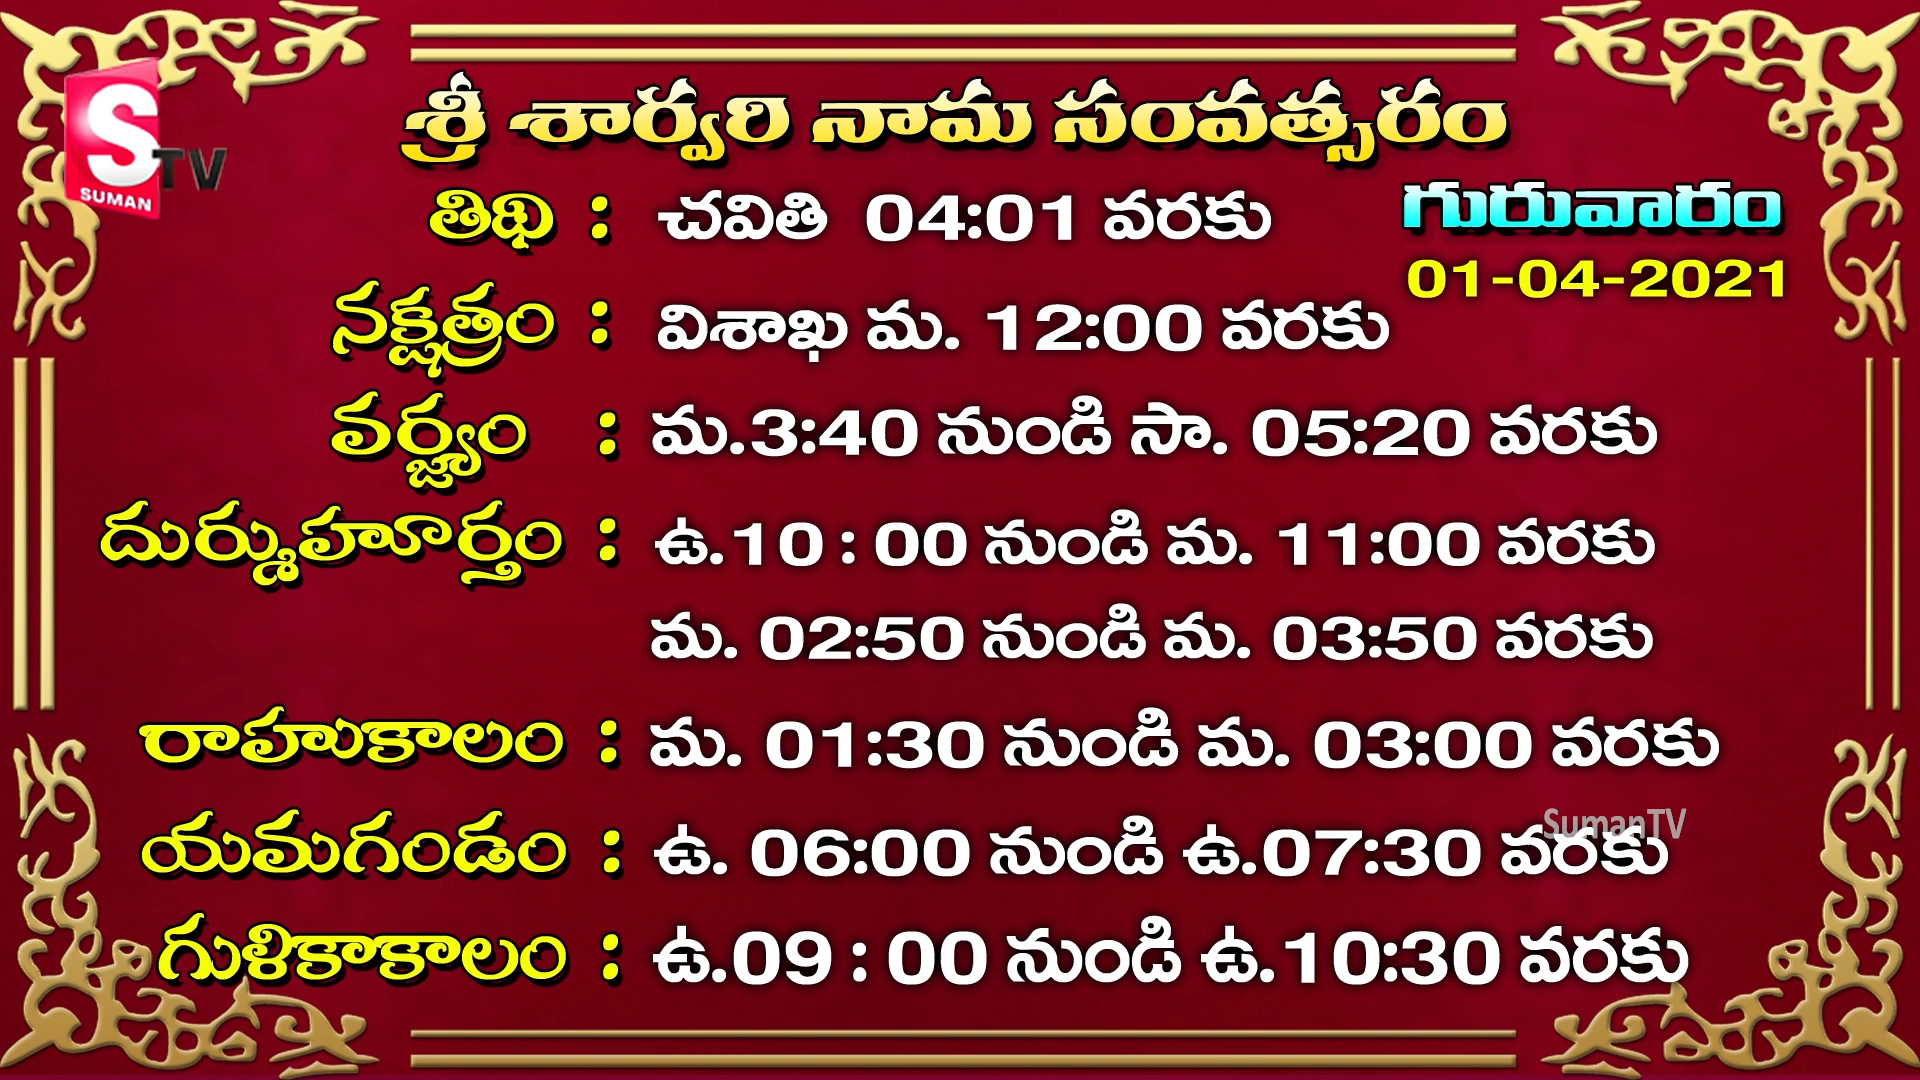 శ్రీ శార్వరి నామ సంవత్సరం
S TV
SUMAN
తిథి : చవితి 04:01 వరకు
గురువారం
01-04-2021
నక్షత్రం : విశాఖ మ. 12:00 వరకు
వర్జ్యం : మ.3:40 నుండి సా. 05:20 వరకు
దుర్ముహూర్తం : ఉ.10 : 00 నుండి మ. 11:00 వరకు
మ. 02:50 నుండి మ. 03:50 వరకు
రాహుకాలం : మ. 01:30 నుండి మ. 03:00 వరకు
SumanTV
యమగండం : ఉ. 06:00 నుండి ఉ.07:30 వరకు
గుళికాకాలం : ఉ.09 : 00 నుండి ఉ.10:30 వరకు